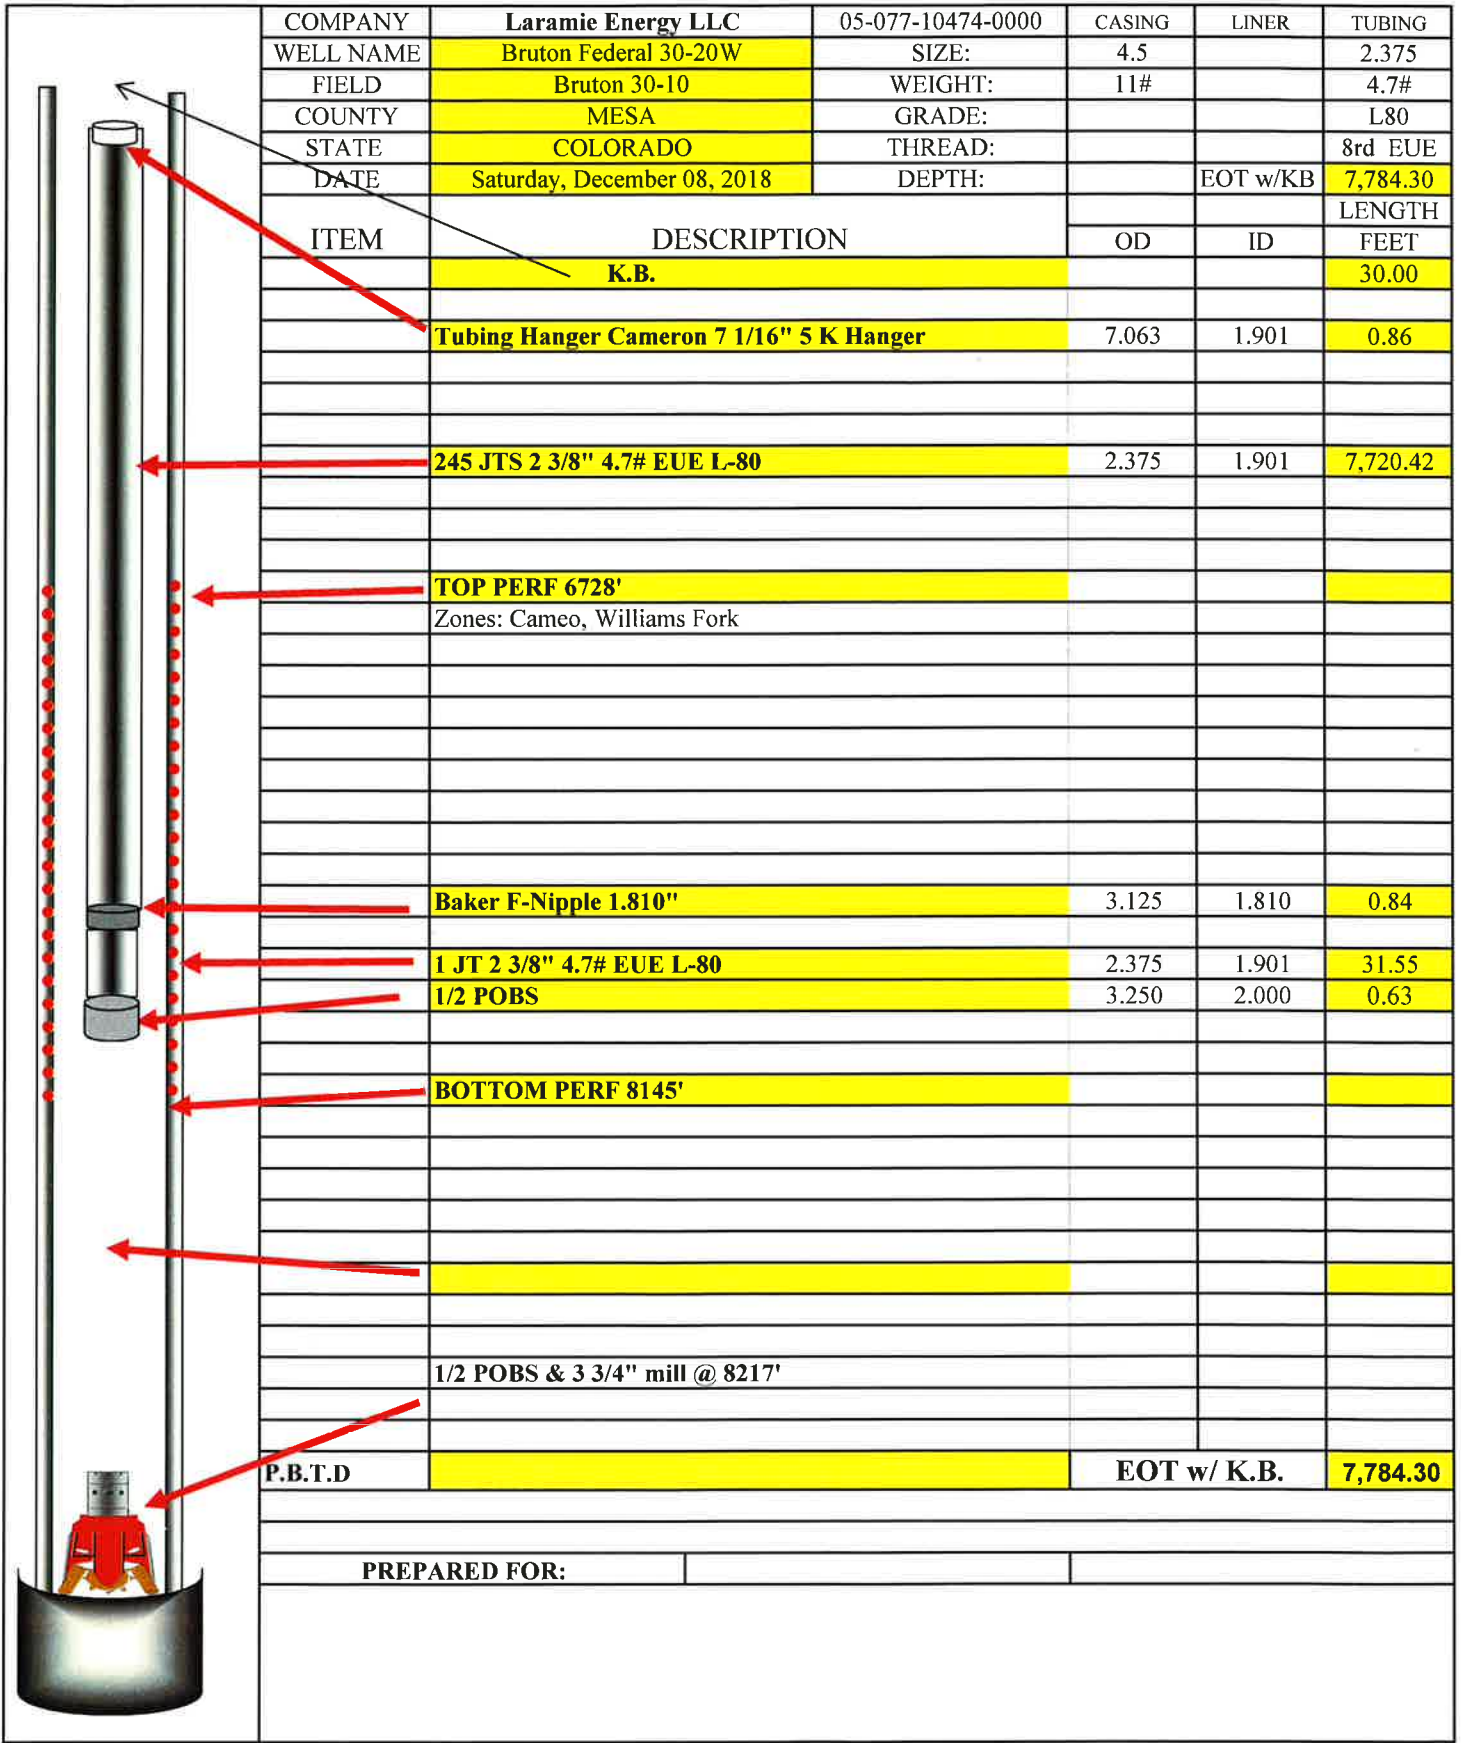 COMPANY Laramie Energy LLC 05-077-10474-0000 CASING LINER TUBING
WELL NAME Bruton Federal 30-20W SIZE: 4.5 2.375
FIELD Bruton 30-10 WEIGHT: 11# 4.7#
COUNTY MESA GRADE: L80
STATE COLORADO THREAD: 8rd EUE
DATE Saturday, December 08, 2018 DEPTH: EOT w/KB 7,784.30
LENGTH
ITEM DESCRIPTION OD ID FEET
K.B. 30.00
Tubing Hanger Cameron 7 1/16" 5 K Hanger 7.063 1.901 0.86
245 JTS 2 3/8" 4.7# EUE L-80 2.375 1.901 7,720.42
TOP PERF 6728'
Zones: Cameo, Williams Fork
Baker F-Nipple 1.810" 3.125 1.810 0.84
1 JT 2 3/8" 4.7# EUE L-80 2.375 1.901 31.55
1/2 POBS 3.250 2.000 0.63
BOTTOM PERF 8145'
1/2 POBS & 3 3/4" mill @ 8217'
P.B.T.D EOT w/ K.B. 7,784.30
PREPARED FOR: